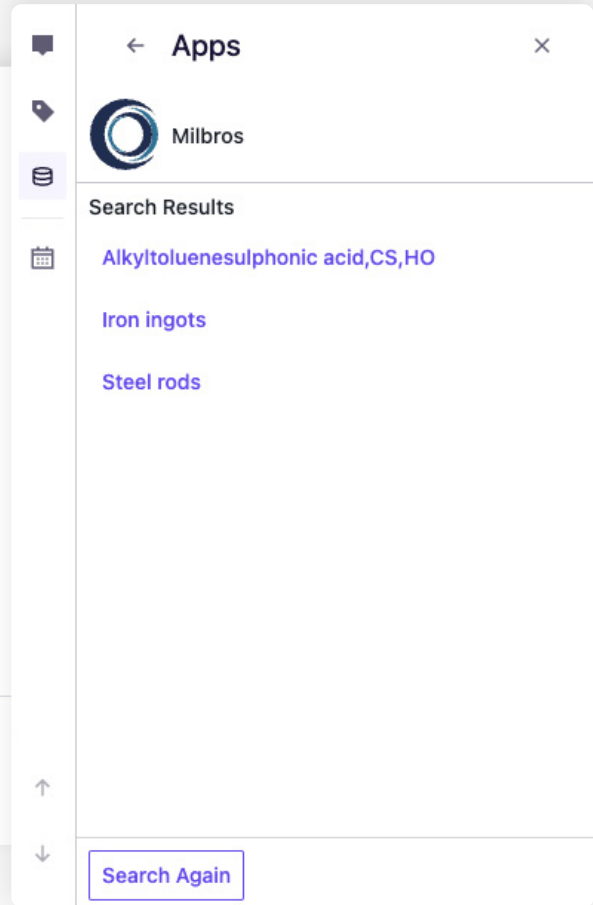 Apps
Milbros
Search Results
Alkyltoluenesulphonic acid,CS,HO
Iron ingots
Steel rods
Search Again